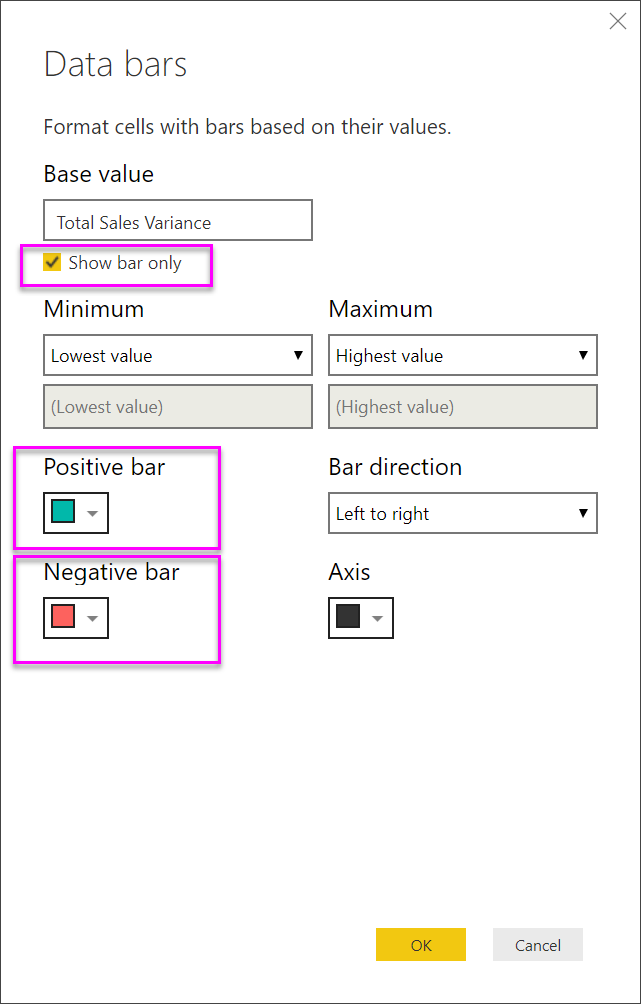 Data bars
Format cells with bars based on their values.
Base value
Total Sales Variance
Show bar only
Minimum
Maximum
Lowest value
Highest value
(Lowest value)
(Highest value)
Positive bar
Bar direction
Left to right
Negative bar
Axis
OK
Cancel